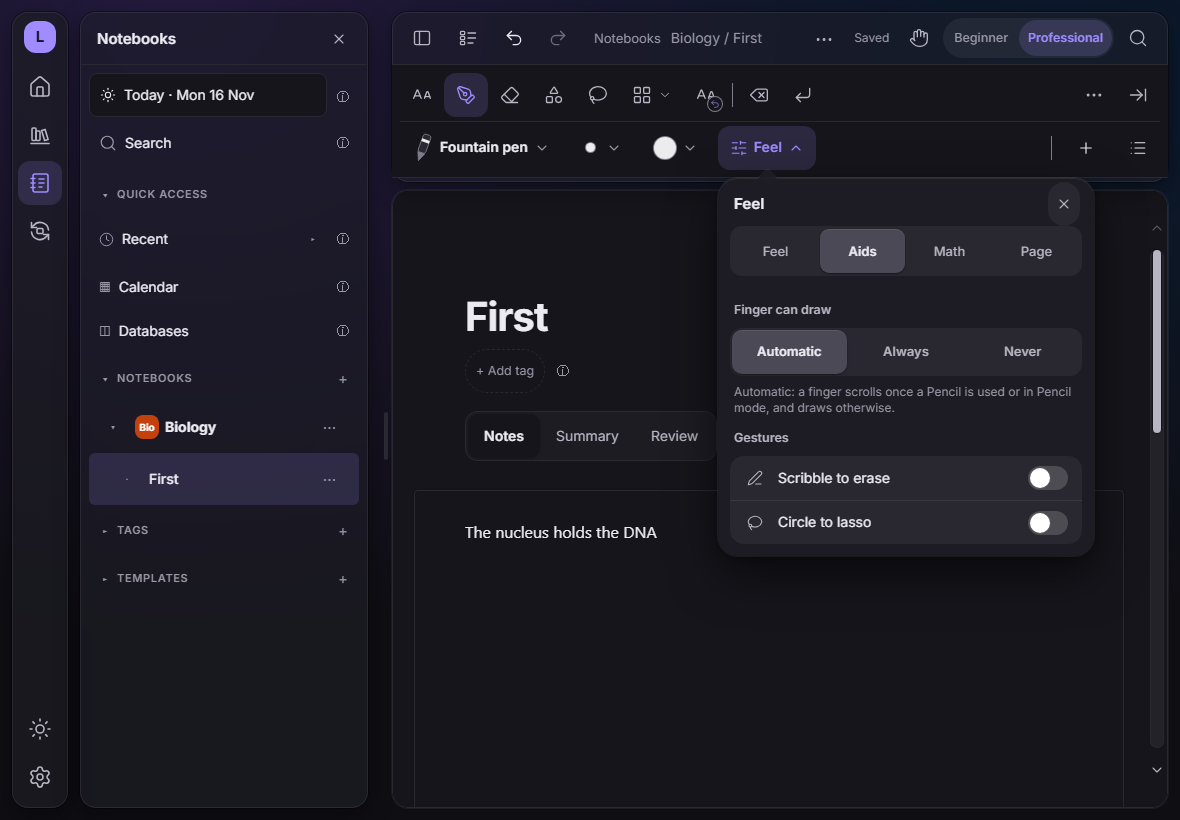 L
Notebooks
Today · Mon 16 Nov
Search
QUICK ACCESS
Recent
Calendar
Databases
NOTEBOOKS
Bio Biology
First
TAGS
TEMPLATES
Notebooks Biology / First
Saved
Beginner Professional
AA
AA
Fountain pen
Feel
Feel
Feel Aids Math Page
Finger can draw
Automatic Always Never
Automatic: a finger scrolls once a Pencil is used or in Pencil
mode, and draws otherwise.
Gestures
Scribble to erase
Circle to lasso
First
+ Add tag
Notes Summary Review
The nucleus holds the DNA